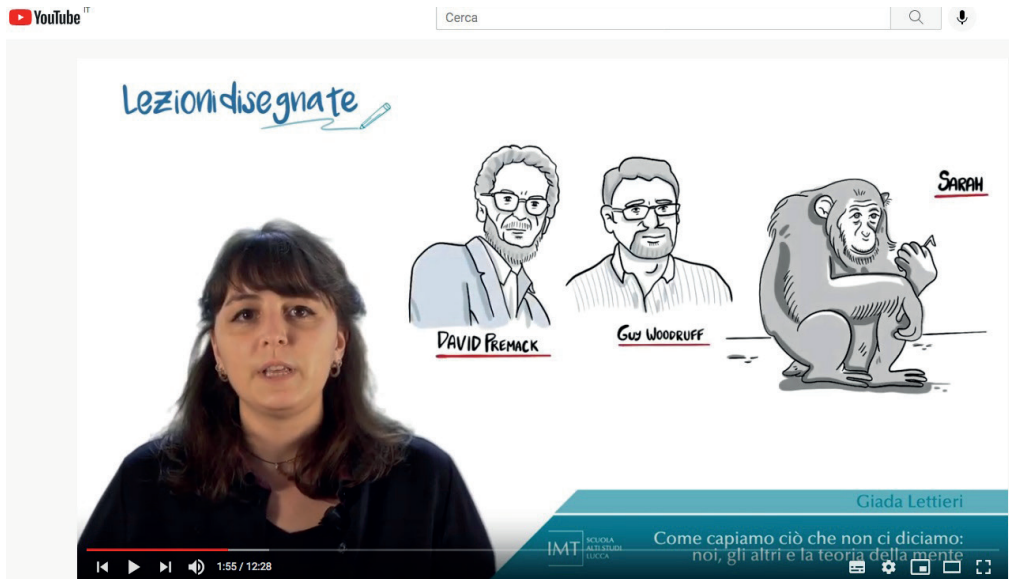 YouTube IT
Cerca
Lezionidisegnate
SARAH
DAVID PREMACK
GUY WOODRUFF
Giada Lettieri
IMT SCUOLA
ALTI STUDI
LUCCA
Come capiamo ciò che non ci diciamo:
noi, gli altri e la teoria della mente
1:55 / 12:28